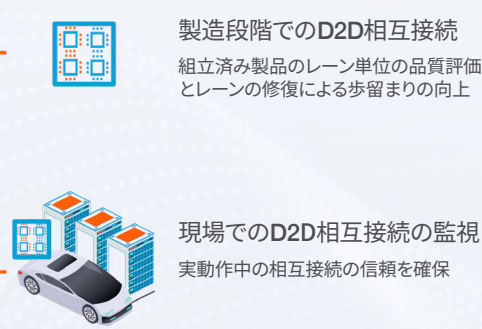 製造段階でのD2D相互接続
組立済み製品のレーン単位の品質評価
とレーンの修復による歩留まりの向上
現場でのD2D相互接続の監視
実動作中の相互接続の信頼を確保